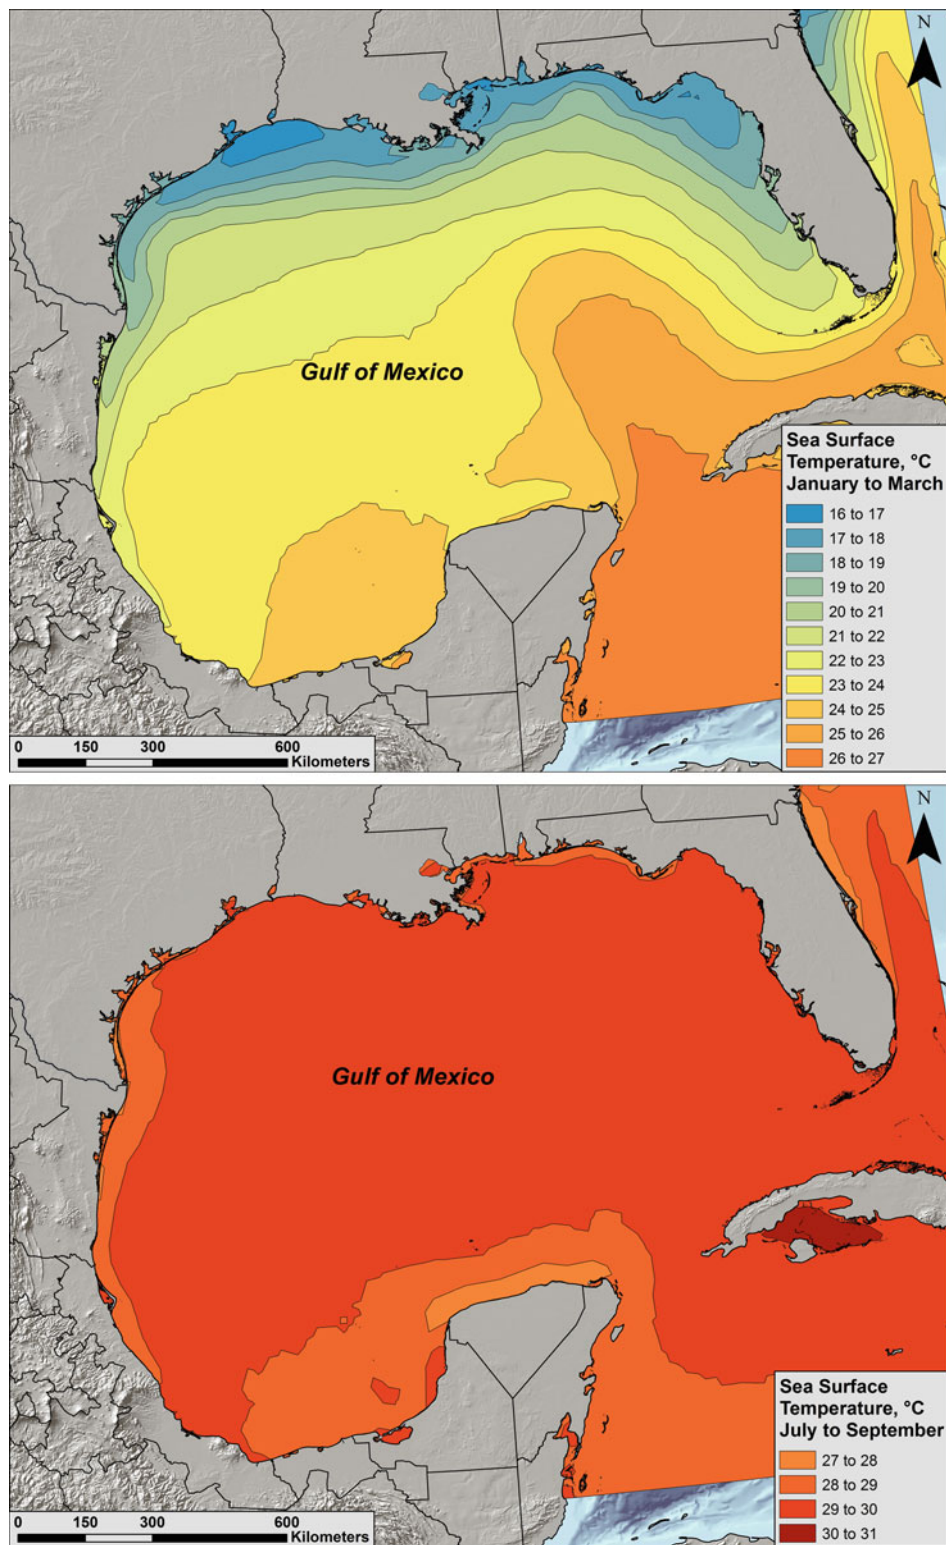 N
Gulf of Mexico
Sea Surface
Temperature, °C
January to March
16 to 17
17 to 18
18 to 19
19 to 20
20 to 21
21 to 22
22 to 23
23 to 24
24 to 25
25 to 26
26 to 27
0 150 300 600
Kilometers
N
Gulf of Mexico
Sea Surface
Temperature, °C
July to September
27 to 28
28 to 29
29 to 30
30 to 31
0 150 300 600
Kilometers